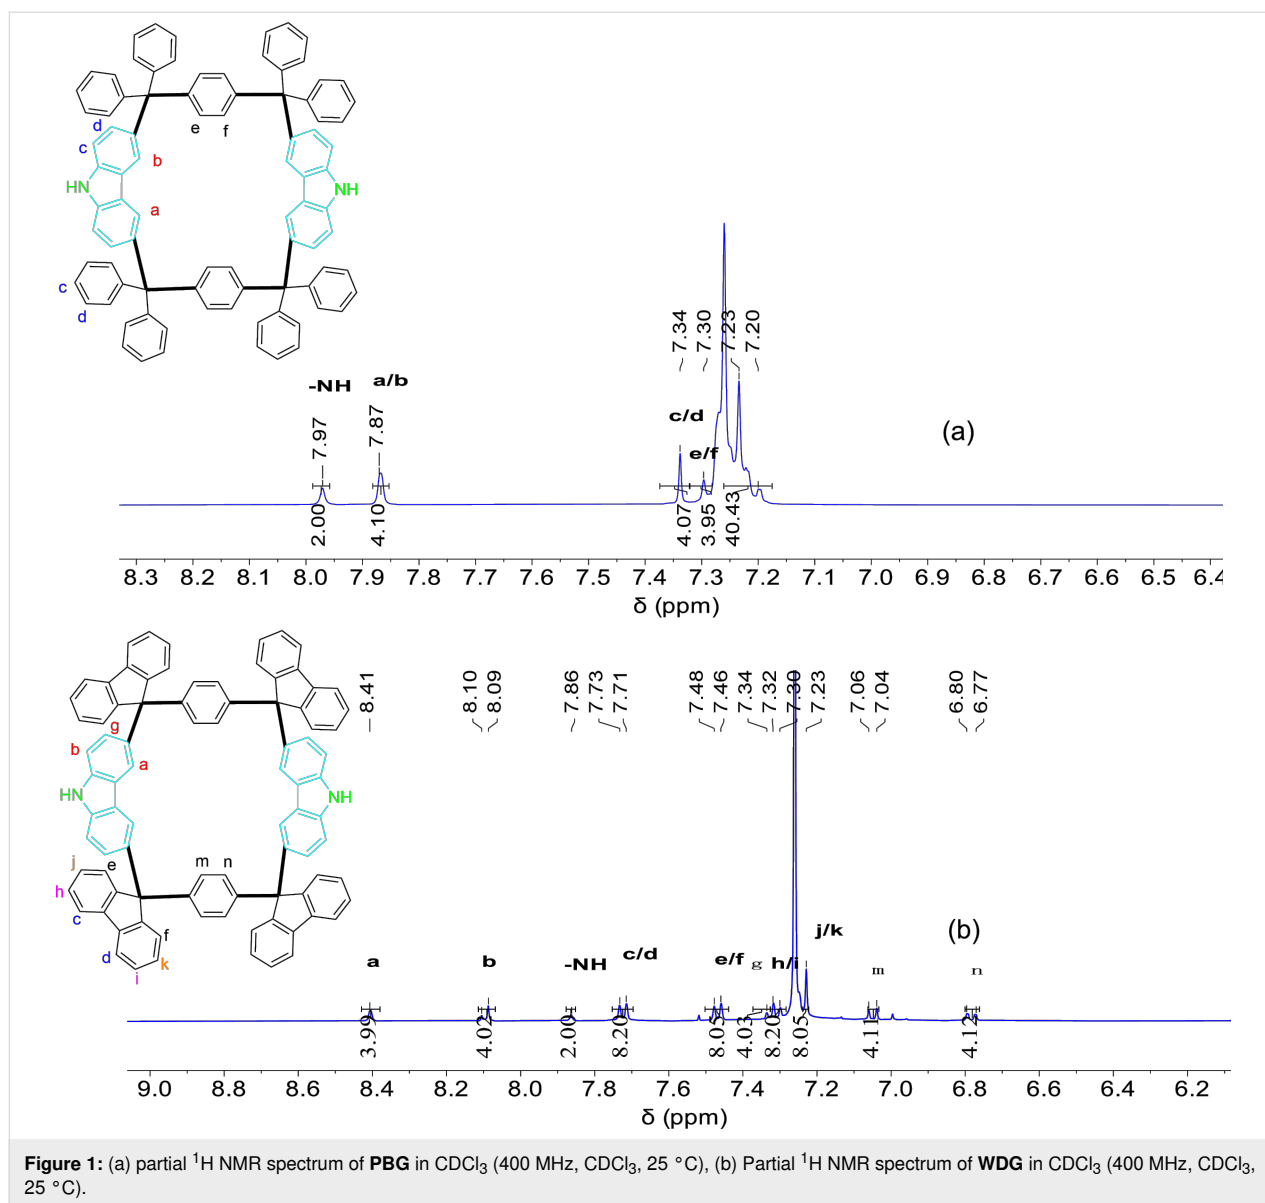 d
e
f
c
b
HN
NH
a
c
d
-NH
a/b
c/d
e/f
7.97
7.87
7.34
7.30
7.23
7.20
(a)
2.00
4.10
4.07
3.95
40.43
8.3 8.2 8.1 8.0 7.9 7.8 7.7 7.6 7.5 7.4 7.3 7.2 7.1 7.0 6.9 6.8 6.7 6.6 6.5 6.4
δ (ppm)
g
b
a
HN
NH
j
e
m
n
h
c
f
d
k
i
8.41
8.10
8.09
7.86
7.73
7.71
7.48
7.46
7.34
7.32
7.30
7.23
7.06
7.04
6.80
6.77
(b)
a
b
-NH
c/d
e/f
g
h/i
j/k
m
n
3.99
4.02
2.00
8.20
8.05
4.03
8.20
8.05
4.11
4.12
9.0 8.8 8.6 8.4 8.2 8.0 7.8 7.6 7.4 7.2 7.0 6.8 6.6 6.4 6.2
δ (ppm)
Figure 1: (a) partial ¹H NMR spectrum of PBG in CDCl₃ (400 MHz, CDCl₃, 25 °C), (b) Partial ¹H NMR spectrum of WDG in CDCl₃ (400 MHz, CDCl₃,
25 °C).